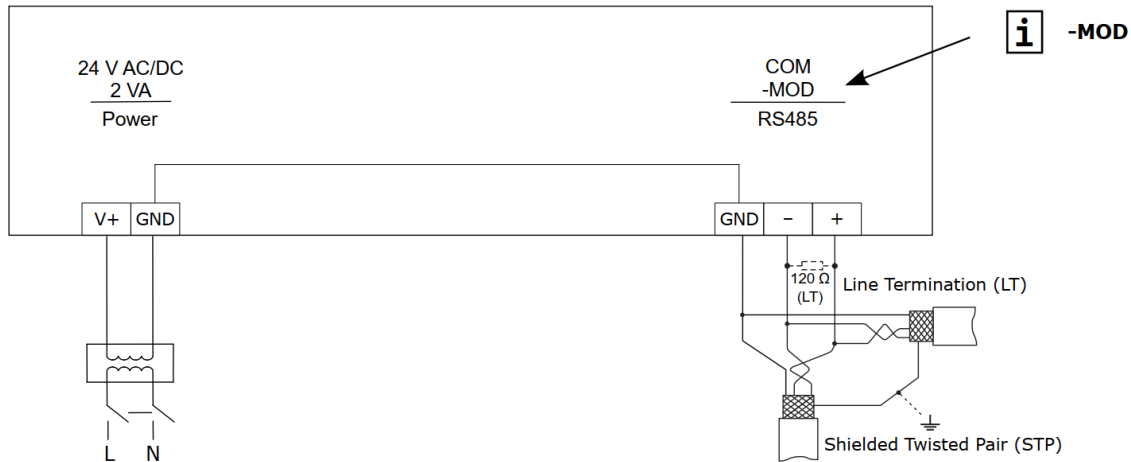 i -MOD
24 V AC/DC
2 VA
Power
COM
-MOD
RS485
V+ GND
GND - +
120 Ω
(LT)
Line Termination (LT)
Shielded Twisted Pair (STP)
L N